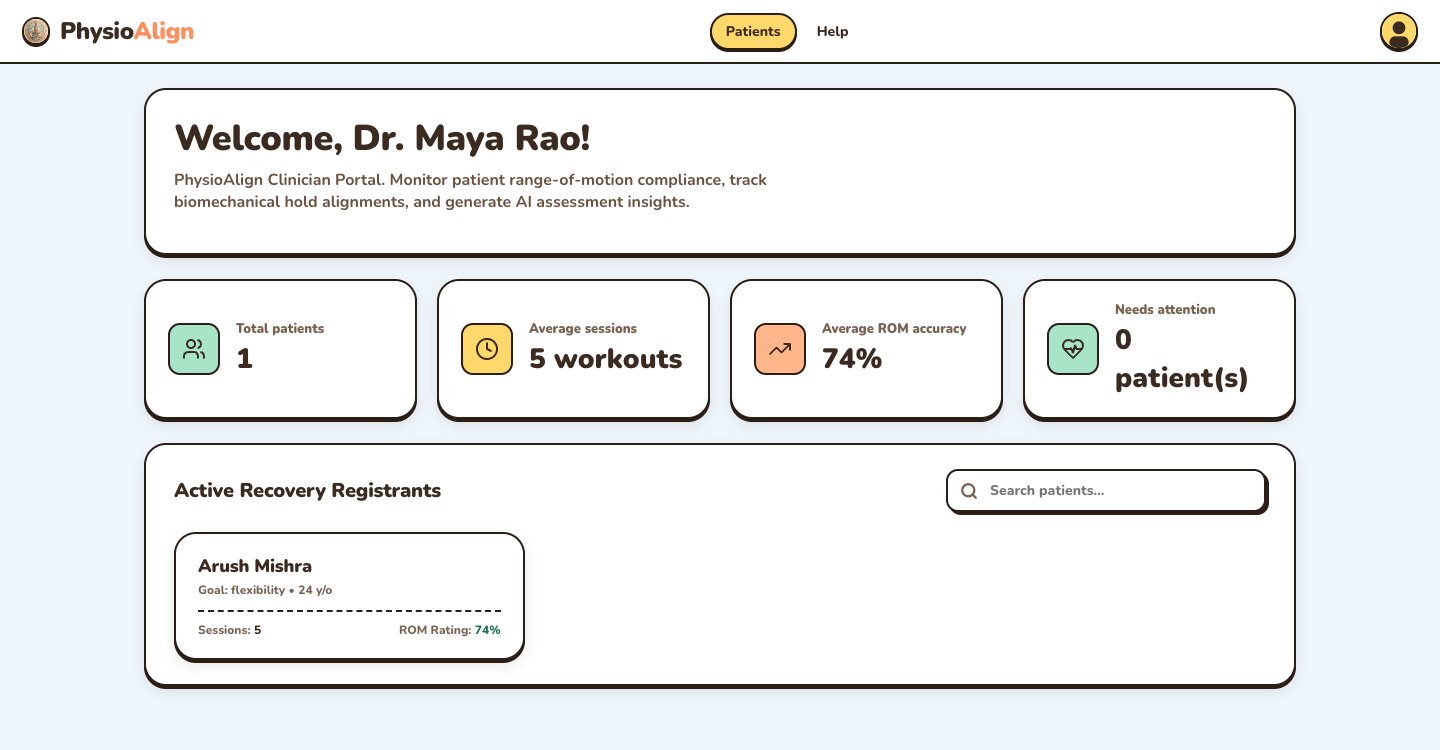 PhysioAlign
Patients
Help
Welcome, Dr. Maya Rao!
PhysioAlign Clinician Portal. Monitor patient range-of-motion compliance, track
biomechanical hold alignments, and generate AI assessment insights.
Total patients
1
Average sessions
5 workouts
Average ROM accuracy
74%
Needs attention
0
patient(s)
Active Recovery Registrants
Search patients...
Arush Mishra
Goal: flexibility • 24 y/o
Sessions: 5
ROM Rating: 74%